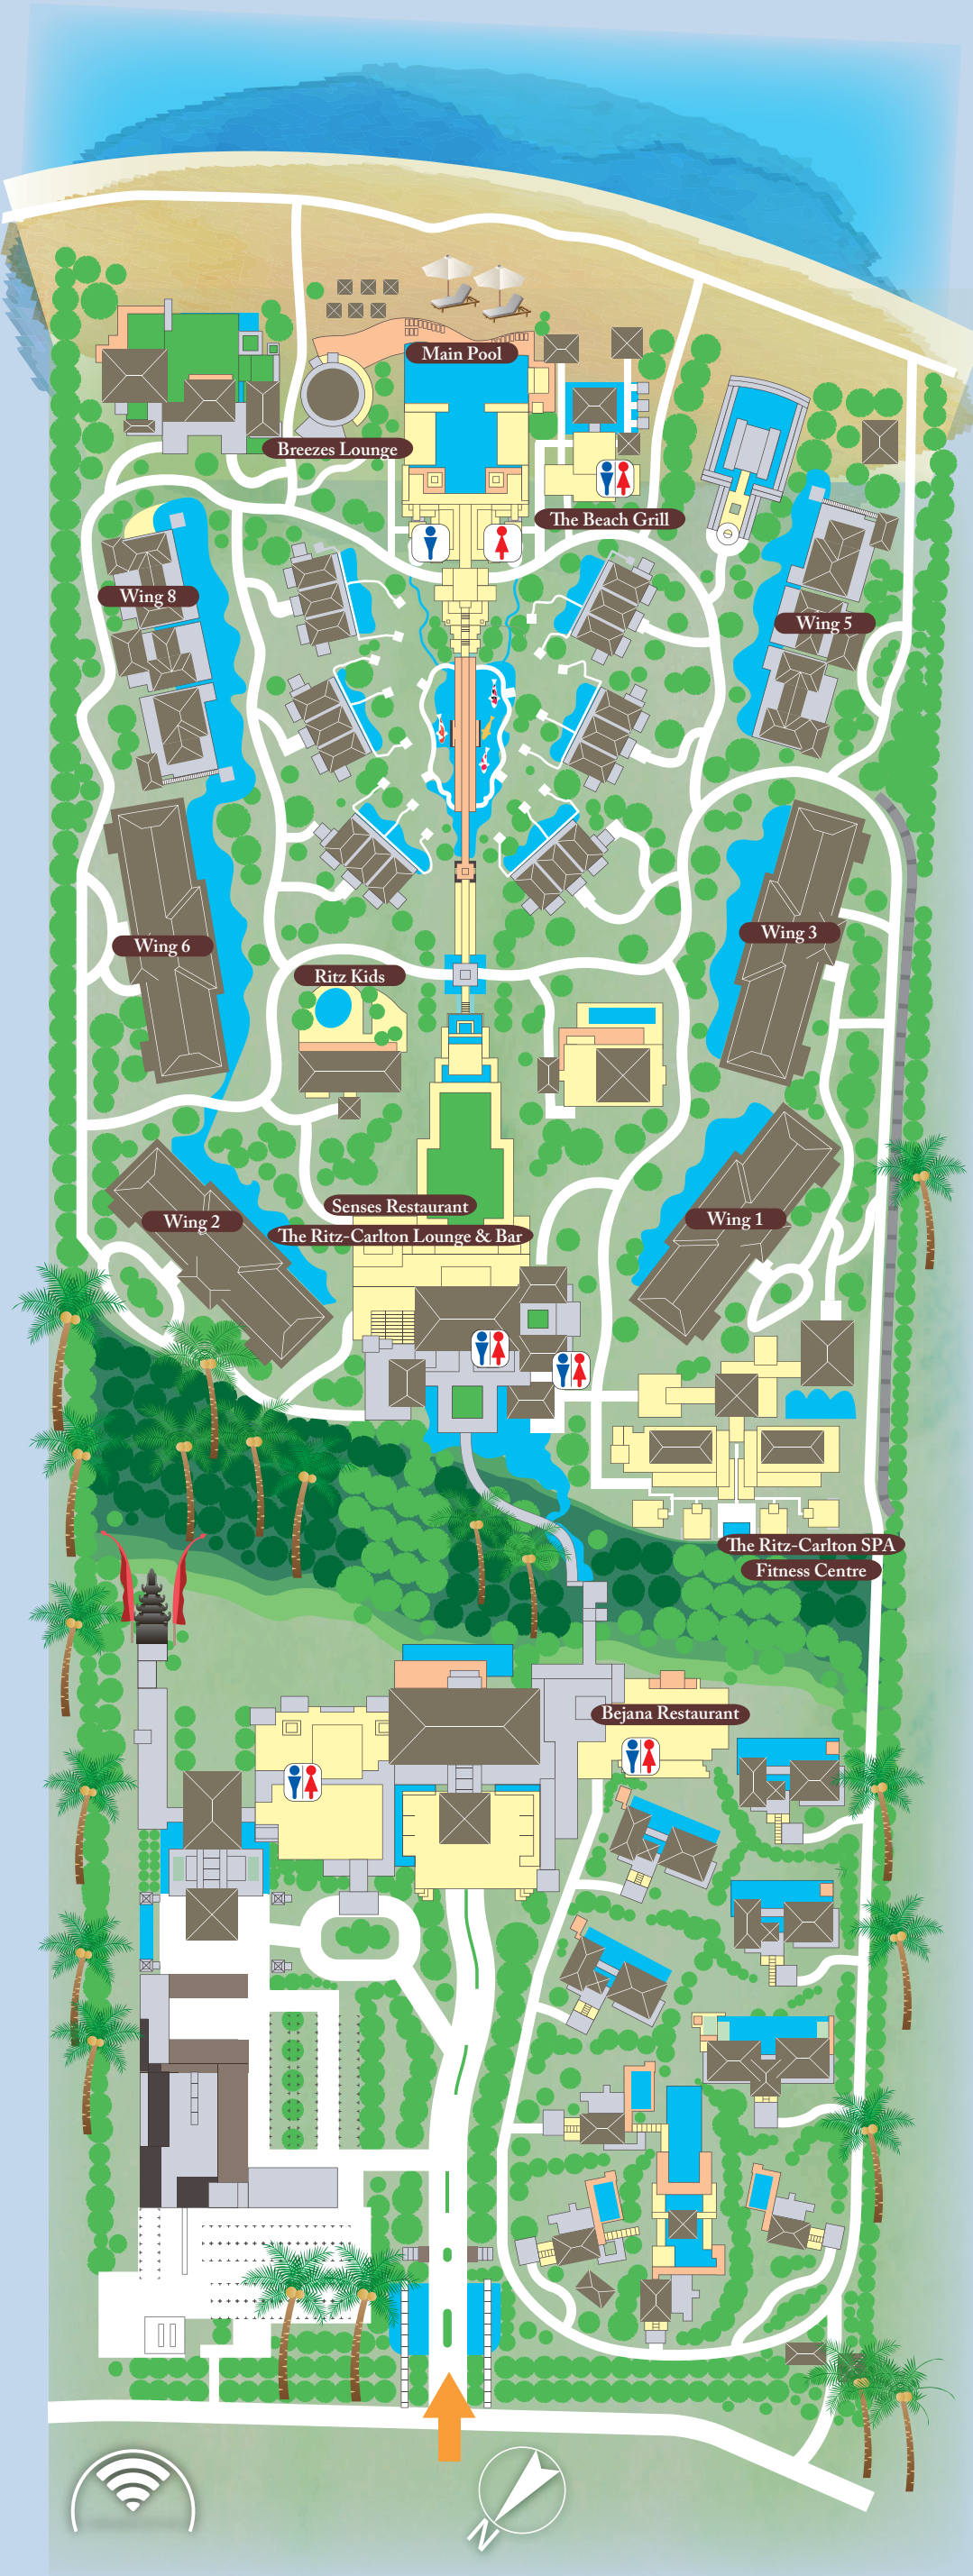 Main Pool
Breezes Lounge
The Beach Grill
Wing 8
Wing 5
Wing 6
Wing 3
Ritz Kids
Senses Restaurant
Wing 2
Wing 1
The Ritz-Carlton Lounge & Bar
The Ritz-Carlton SPA
Fitness Centre
Bejana Restaurant
N